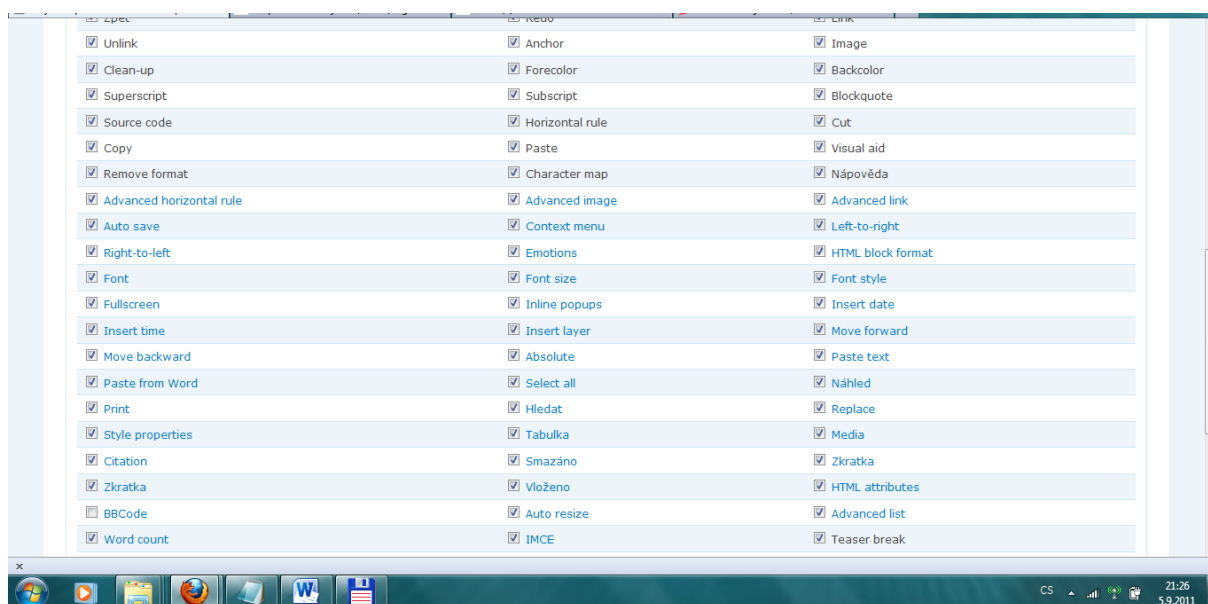 Zpět Redo Link
Unlink Anchor Image
Clean-up Forecolor Backcolor
Superscript Subscript Blockquote
Source code Horizontal rule Cut
Copy Paste Visual aid
Remove format Character map Nápověda
Advanced horizontal rule Advanced image Advanced link
Auto save Context menu Left-to-right
Right-to-left Emotions HTML block format
Font Font size Font style
Fullscreen Inline popups Insert date
Insert time Insert layer Move forward
Move backward Absolute Paste text
Paste from Word Select all Náhled
Print Hledat Replace
Style properties Tabulka Media
Citation Smazáno Zkratka
Zkratka Vloženo HTML attributes
BBCode Auto resize Advanced list
Word count IMCE Teaser break
x
CS 21:26
5.9.2011